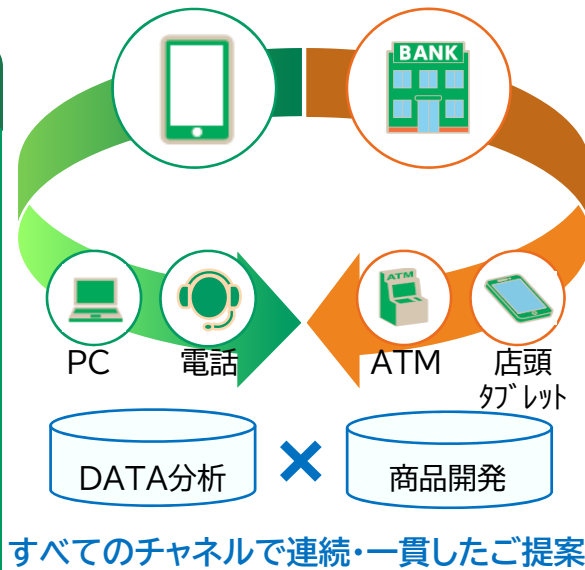 BANK
ATM
PC
電話
ATM
店頭
ﾀﾌﾞﾚｯﾄ
DATA分析
×
商品開発
すべてのチャネルで連続・一貫したご提案